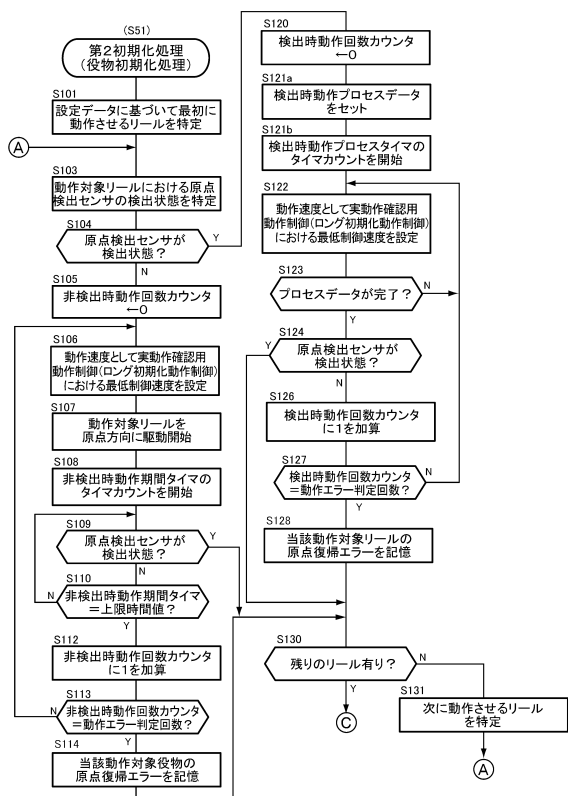 (S51)
第2初期化処理
(役物初期化処理)
S101
設定データに基づいて最初に
動作させるリールを特定
A
S103
動作対象リールにおける原点
検出センサの検出状態を特定
S104
原点検出センサが
検出状態？
Y
N
S105
非検出時動作回数カウンタ
←0
S106
動作速度として実動作確認用
動作制御(ロング初期化動作制御)
における最低制御速度を設定
S107
動作対象リールを
原点方向に駆動開始
S108
非検出時動作期間タイマの
タイマカウントを開始
S109
原点検出センサが
検出状態？
Y
N
S110
非検出時動作期間タイマ
＝上限時間値？
N
Y
S112
非検出時動作回数カウンタ
に1を加算
S113
非検出時動作回数カウンタ
＝動作エラー判定回数？
N
Y
S114
当該動作対象役物の
原点復帰エラーを記憶
S120
検出時動作回数カウンタ
←0
S121a
検出時動作プロセスデータ
をセット
S121b
検出時動作プロセスタイマの
タイマカウントを開始
S122
動作速度として実動作確認用
動作制御(ロング初期化動作制御)
における最低制御速度を設定
S123
プロセスデータが完了？
N
Y
S124
原点検出センサが
検出状態？
Y
N
S126
検出時動作回数カウンタ
に1を加算
S127
検出時動作回数カウンタ
＝動作エラー判定回数？
N
Y
S128
当該動作対象リールの
原点復帰エラーを記憶
S130
残りのリール有り？
N
Y
C
S131
次に動作させるリール
を特定
A